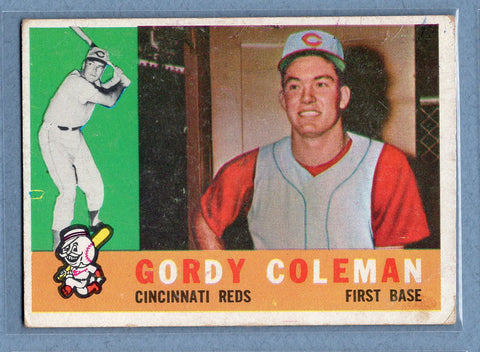 C
GORDY COLEMAN
CINCINNATI REDS FIRST BASE